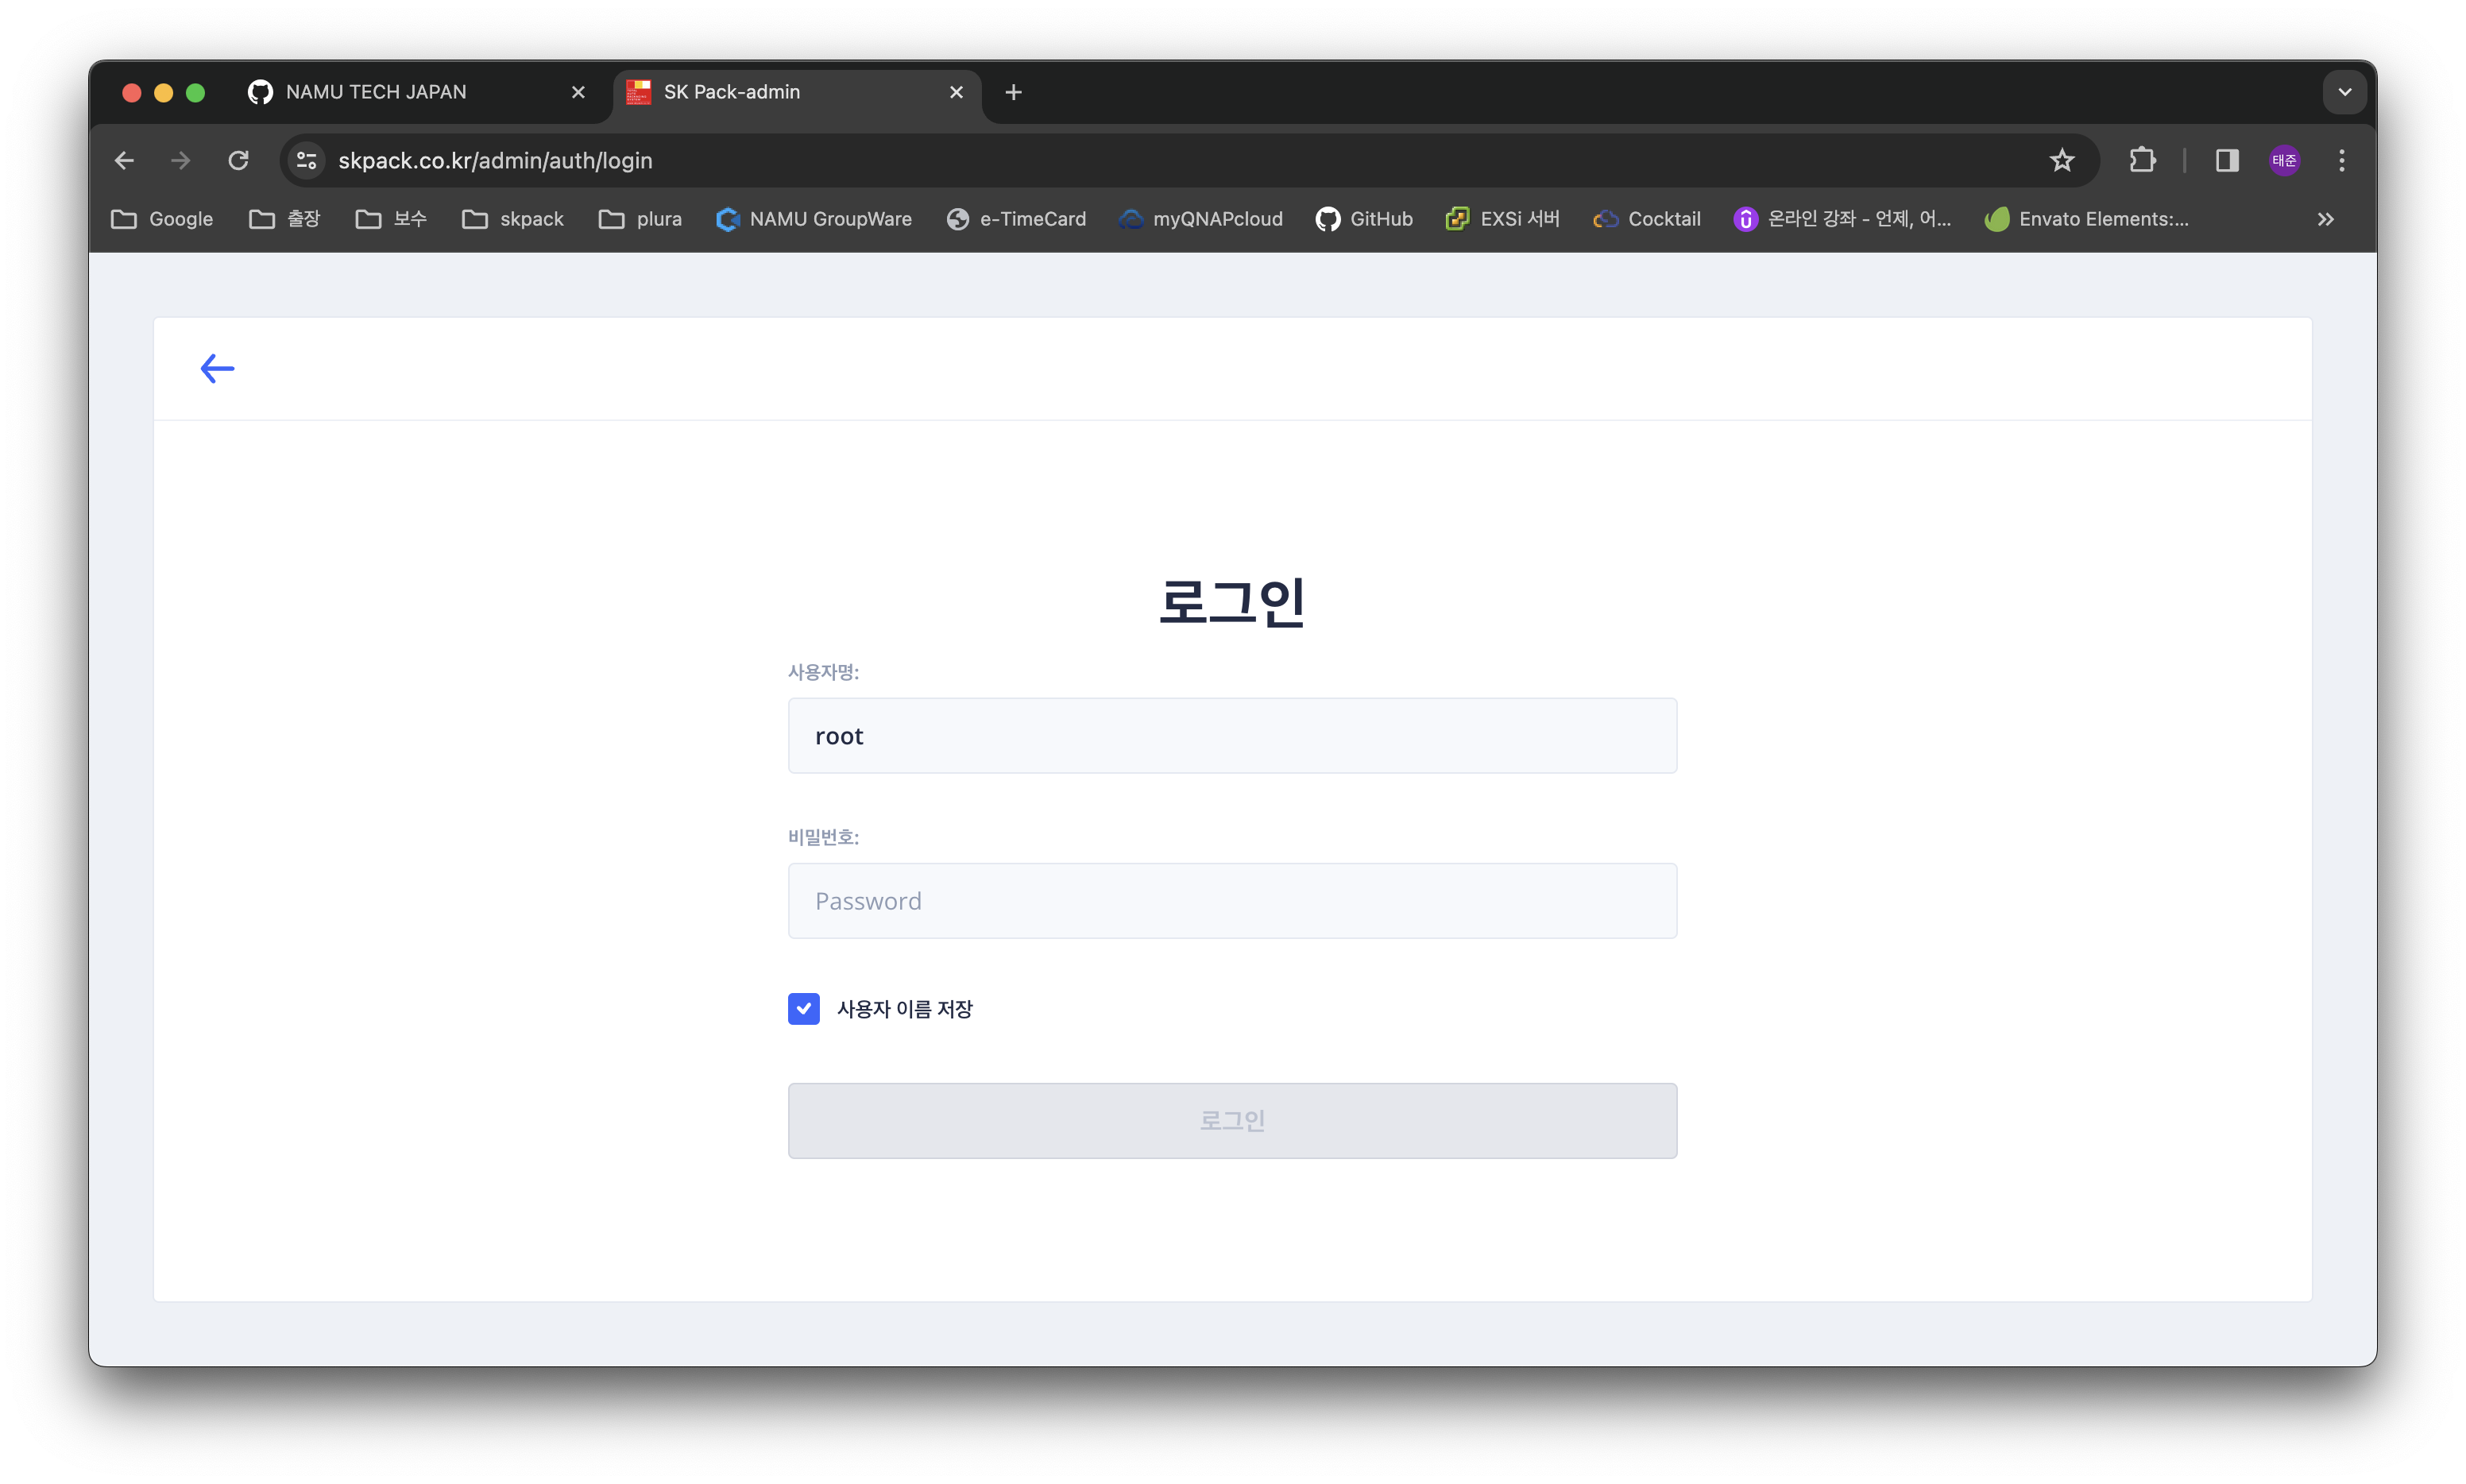 NAMU TECH JAPAN
SK Pack-admin
skpack.co.kr/admin/auth/login
태준
Google
출장
보수
skpack
plura
NAMU GroupWare
e-TimeCard
myQNAPcloud
GitHub
EXSi 서버
Cocktail
온라인 강좌 - 언제, 어...
Envato Elements:...
로그인
사용자명:
root
비밀번호:
Password
사용자 이름 저장
로그인